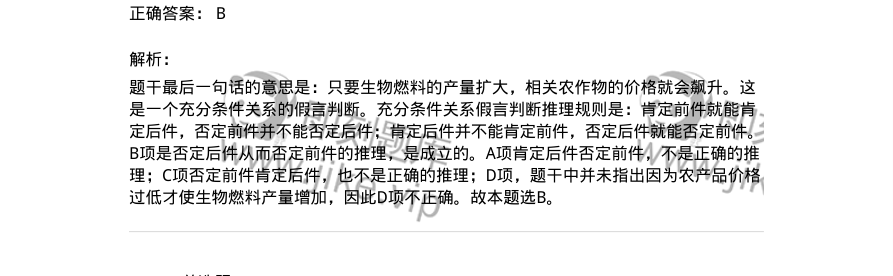 正确答案： B
解析：
题干最后一句话的意思是：只要生物燃料的产量扩大，相关农作物的价格就会飙升。这
是一个充分条件关系的假言判断。充分条件关系假言判断推理规则是：肯定前件就能肯
定后件，否定前件并不能否定后件；肯定后件并不能肯定前件，否定后件就能否定前件。
B项是否定后件从而否定前件的推理，是成立的。A项肯定后件否定前件，不是正确的推
理；C项否定前件肯定后件，也不是正确的推理；D项，题干中并未指出因为农产品价格
过低才使生物燃料产量增加，因此D项不正确。故本题选B。